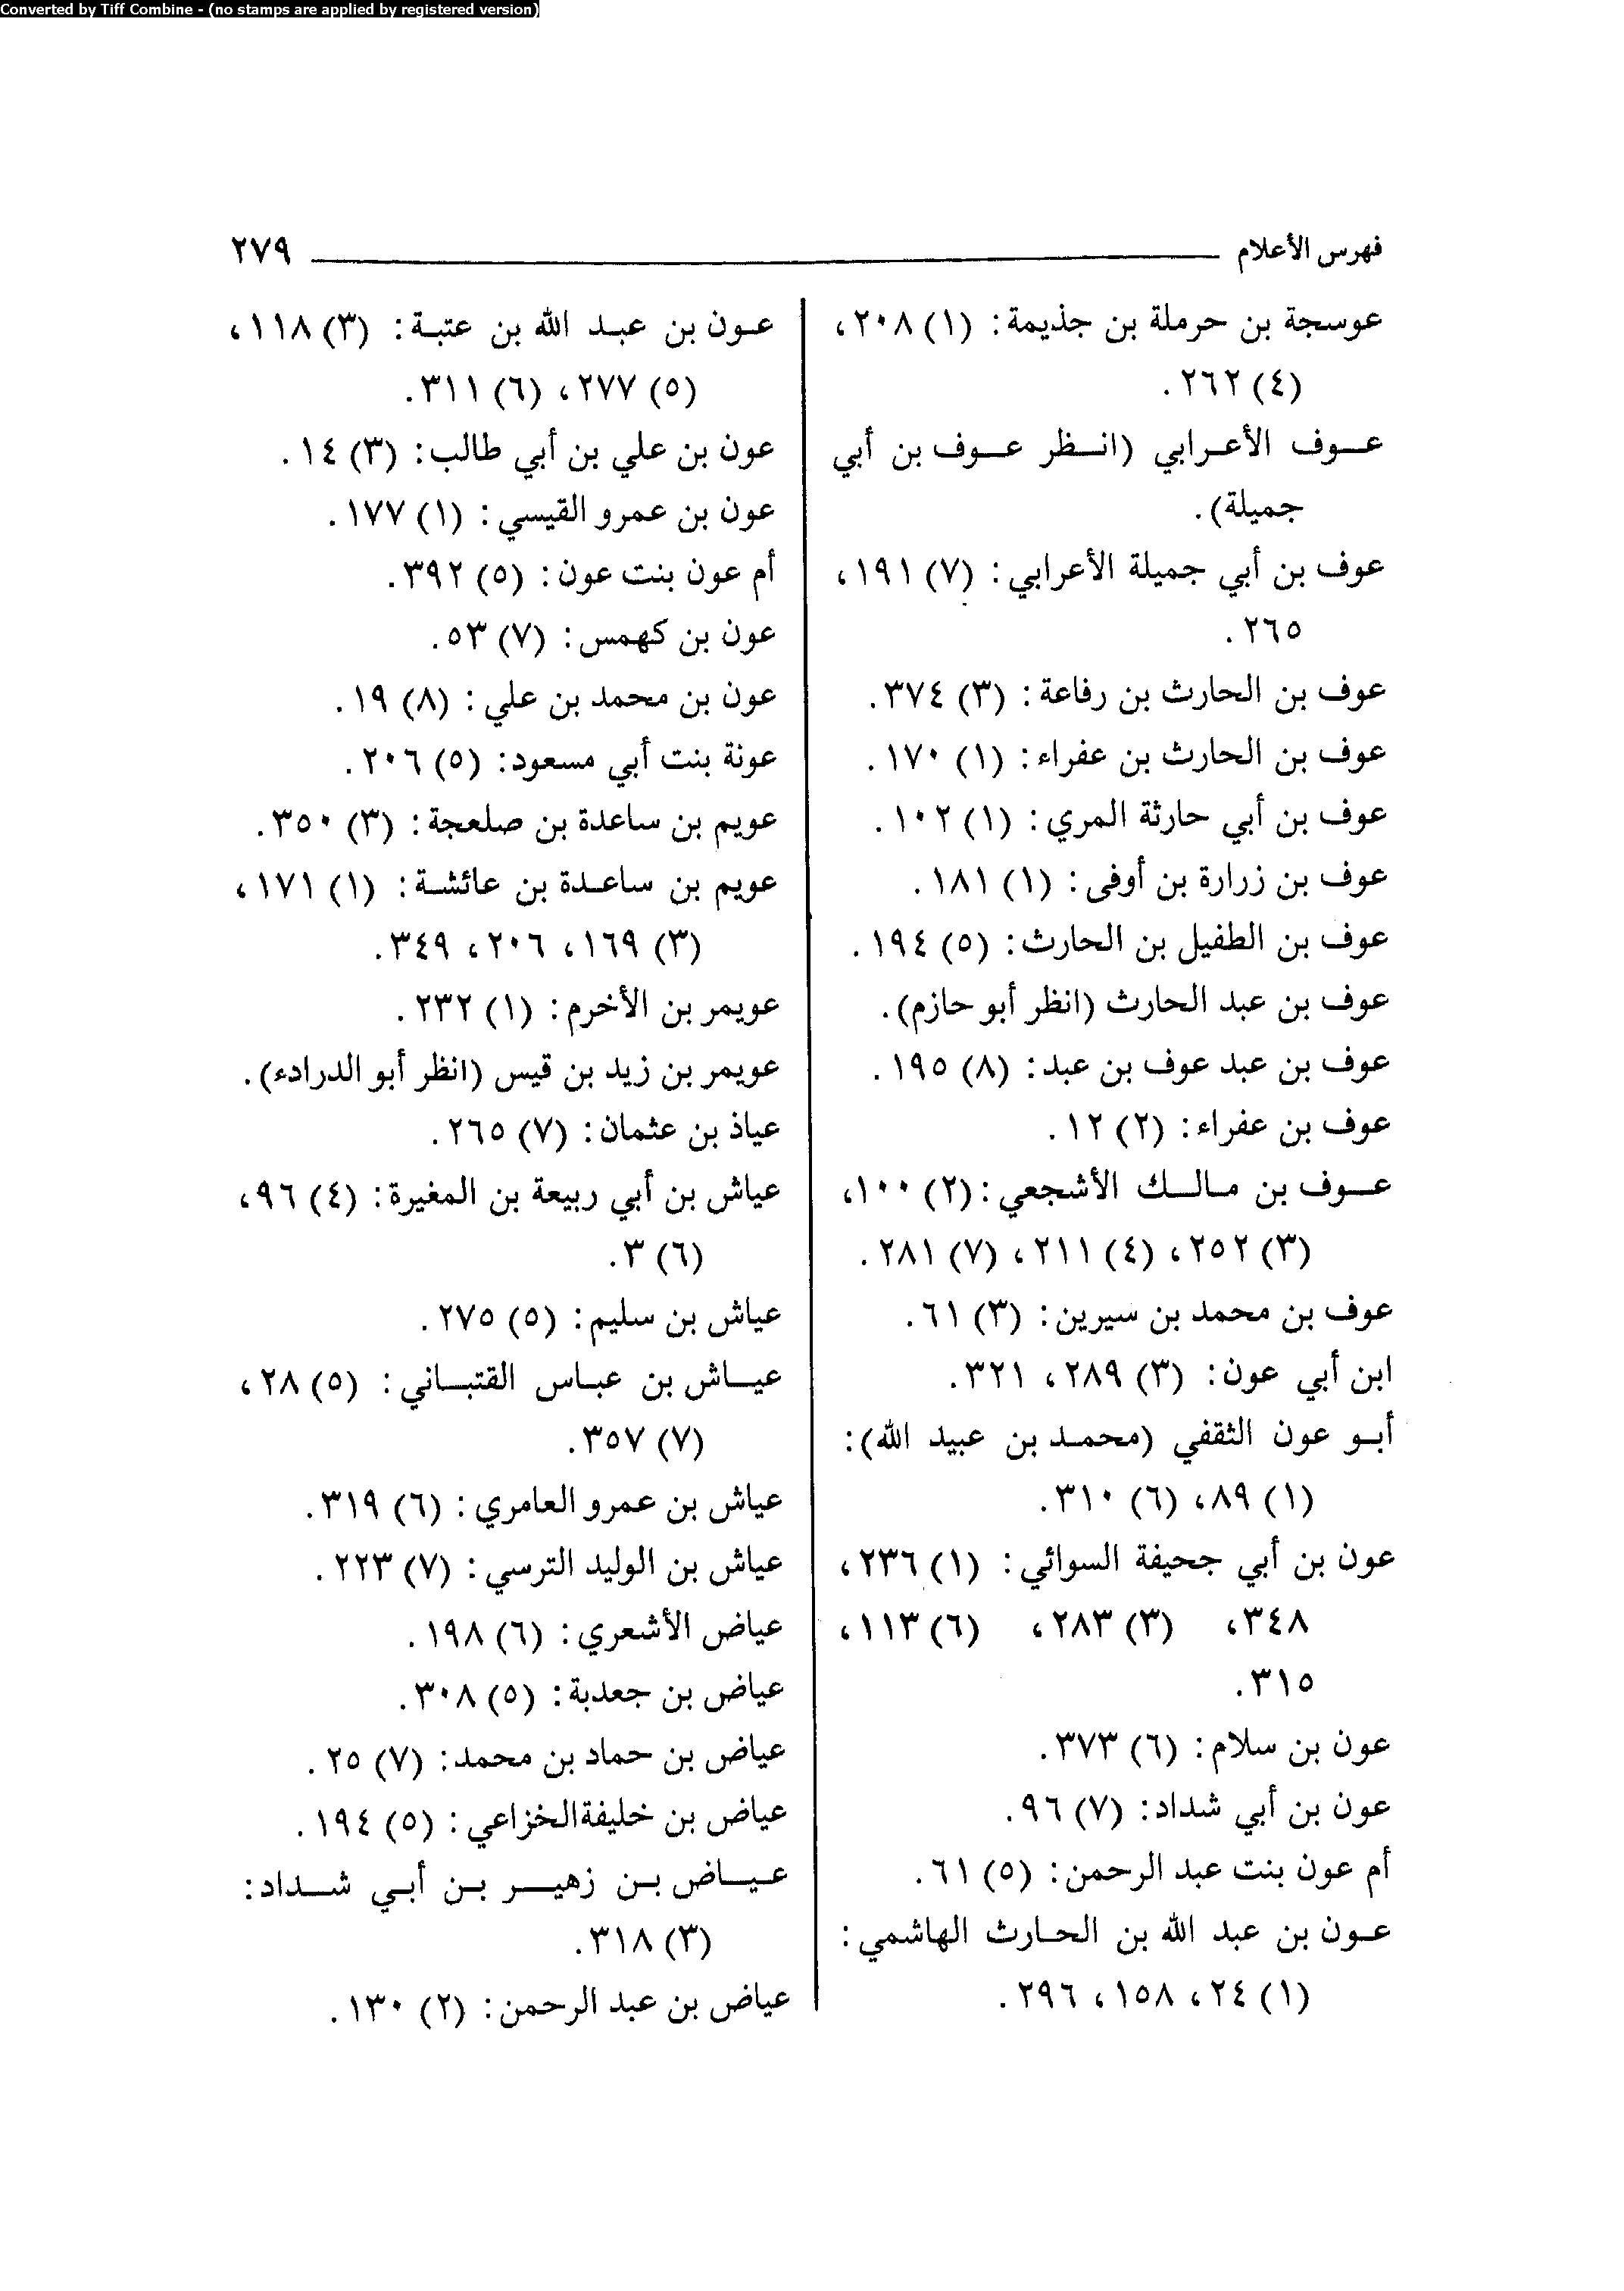 Converted by Tiff Combine - (no stamps are applied by registered version)
فهرس الأعلام ٢٧٩
عوسجة بن حرملة بن جذيمة: (١) ٢٠٨،
(٤) ٢٦٢.
عوف الأعرابي (انظر عوف بن أبي
جميلة).
عوف بن أبي جميلة الأعرابي: (٧) ١٩١،
٢٦٥.
عوف بن الحارث بن رفاعة: (٣) ٣٧٤.
عوف بن الحارث بن عفراء: (١) ١٧٠.
عوف بن أبي حارثة المري: (١) ١٠٢.
عوف بن زرارة بن أوفى: (١) ١٨١.
عوف بن الطفيل بن الحارث: (٥) ١٩٤.
عوف بن عبد الحارث (انظر أبو حازم).
عوف بن عبد عوف بن عبد: (٨) ١٩٥.
عوف بن عفراء: (٢) ١٢.
عوف بن مالك الأشجعي: (٢) ١٠٠،
(٣) ٢٥٢، (٤) ٢١١، (٧) ٢٨١.
عوف بن محمد بن سيرين: (٣) ٦١.
ابن أبي عون: (٣) ٢٨٩، ٣٢١.
أبو عون الثقفي (محمد بن عبيد الله):
(١) ٨٩، (٦) ٣١٠.
عون بن أبي جحيفة السوائي: (١) ٢٣٦،
٣٤٨، (٣) ٢٨٣، (٦) ١١٣،
٣١٥.
عون بن سلام: (٦) ٣٧٣.
عون بن أبي شداد: (٧) ٩٦.
أم عون بنت عبد الرحمن: (٥) ٦١.
عون بن عبد الله بن الحارث الهاشمي:
(١) ٢٤، ١٥٨، ٢٩٦.
عون بن عبد الله بن عتبة: (٣) ١١٨،
(٥) ٢٧٧، (٦) ٣١١.
عون بن علي بن أبي طالب: (٣) ١٤.
عون بن عمرو القيسي: (١) ١٧٧.
أم عون بنت عون: (٥) ٣٩٢.
عون بن كهمس: (٧) ٥٣.
عون بن محمد بن علي: (٨) ١٩.
عونة بنت أبي مسعود: (٥) ٢٠٦.
عويم بن ساعدة بن صلعجة: (٣) ٣٥٠.
عويم بن ساعدة بن عائشة: (١) ١٧١،
(٣) ١٦٩، ٢٠٦، ٣٤٩.
عويمر بن الأخرم: (١) ٢٣٢.
عويمر بن زيد بن قيس (انظر أبو الدرادء).
عياذ بن عثمان: (٧) ٢٦٥.
عياش بن أبي ربيعة بن المغيرة: (٤) ٩٦،
(٦) ٣.
عياش بن سليم: (٥) ٢٧٥.
عياش بن عباس القتباني: (٥) ٢٨،
(٧) ٣٥٧.
عياش بن عمرو العامري: (٦) ٣١٩.
عياش بن الوليد الترسي: (٧) ٢٢٣.
عياض الأشعري: (٦) ١٩٨.
عياض بن جعدبة: (٥) ٣٠٨.
عياض بن حماد بن محمد: (٧) ٢٥.
عياض بن خليفة الخزاعي: (٥) ١٩٤.
عياض بن زهير بن أبي شداد:
(٣) ٣١٨.
عياض بن عبد الرحمن: (٢) ١٣٠.